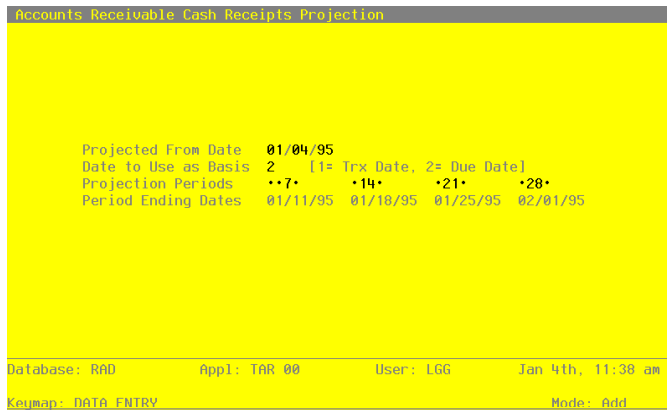 Accounts Receivable Cash Receipts Projection
Projected From Date 01/04/95
Date to Use as Basis 2 [1= Trx Date, 2= Due Date]
Projection Periods ••7• •14• •21• •28•
Period Ending Dates 01/11/95 01/18/95 01/25/95 02/01/95
Database: RAD Appl: TAR 00 User: LGG Jan 4th, 11:38 am
Keymap: DATA ENTRY Mode: Add